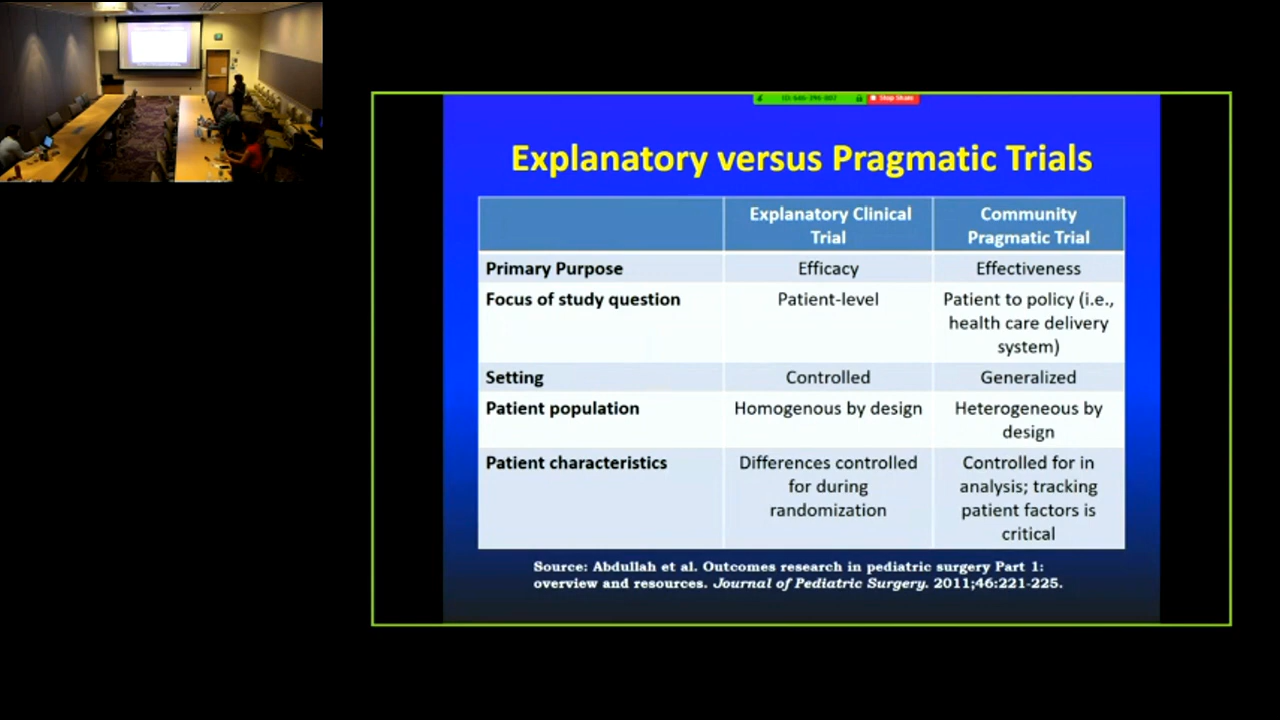 Stop Share
Explanatory versus Pragmatic Trials
Explanatory Clinical
Trial
Community
Pragmatic Trial
Primary Purpose
Efficacy
Effectiveness
Focus of study question
Patient-level
Patient to policy (i.e.,
health care delivery
system)
Setting
Controlled
Generalized
Patient population
Homogenous by design
Heterogeneous by
design
Patient characteristics
Differences controlled
for during
randomization
Controlled for in
analysis; tracking
patient factors is
critical
Source: Abdullah et al. Outcomes research in pediatric surgery Part 1:
overview and resources. Journal of Pediatric Surgery. 2011;46:221-225.